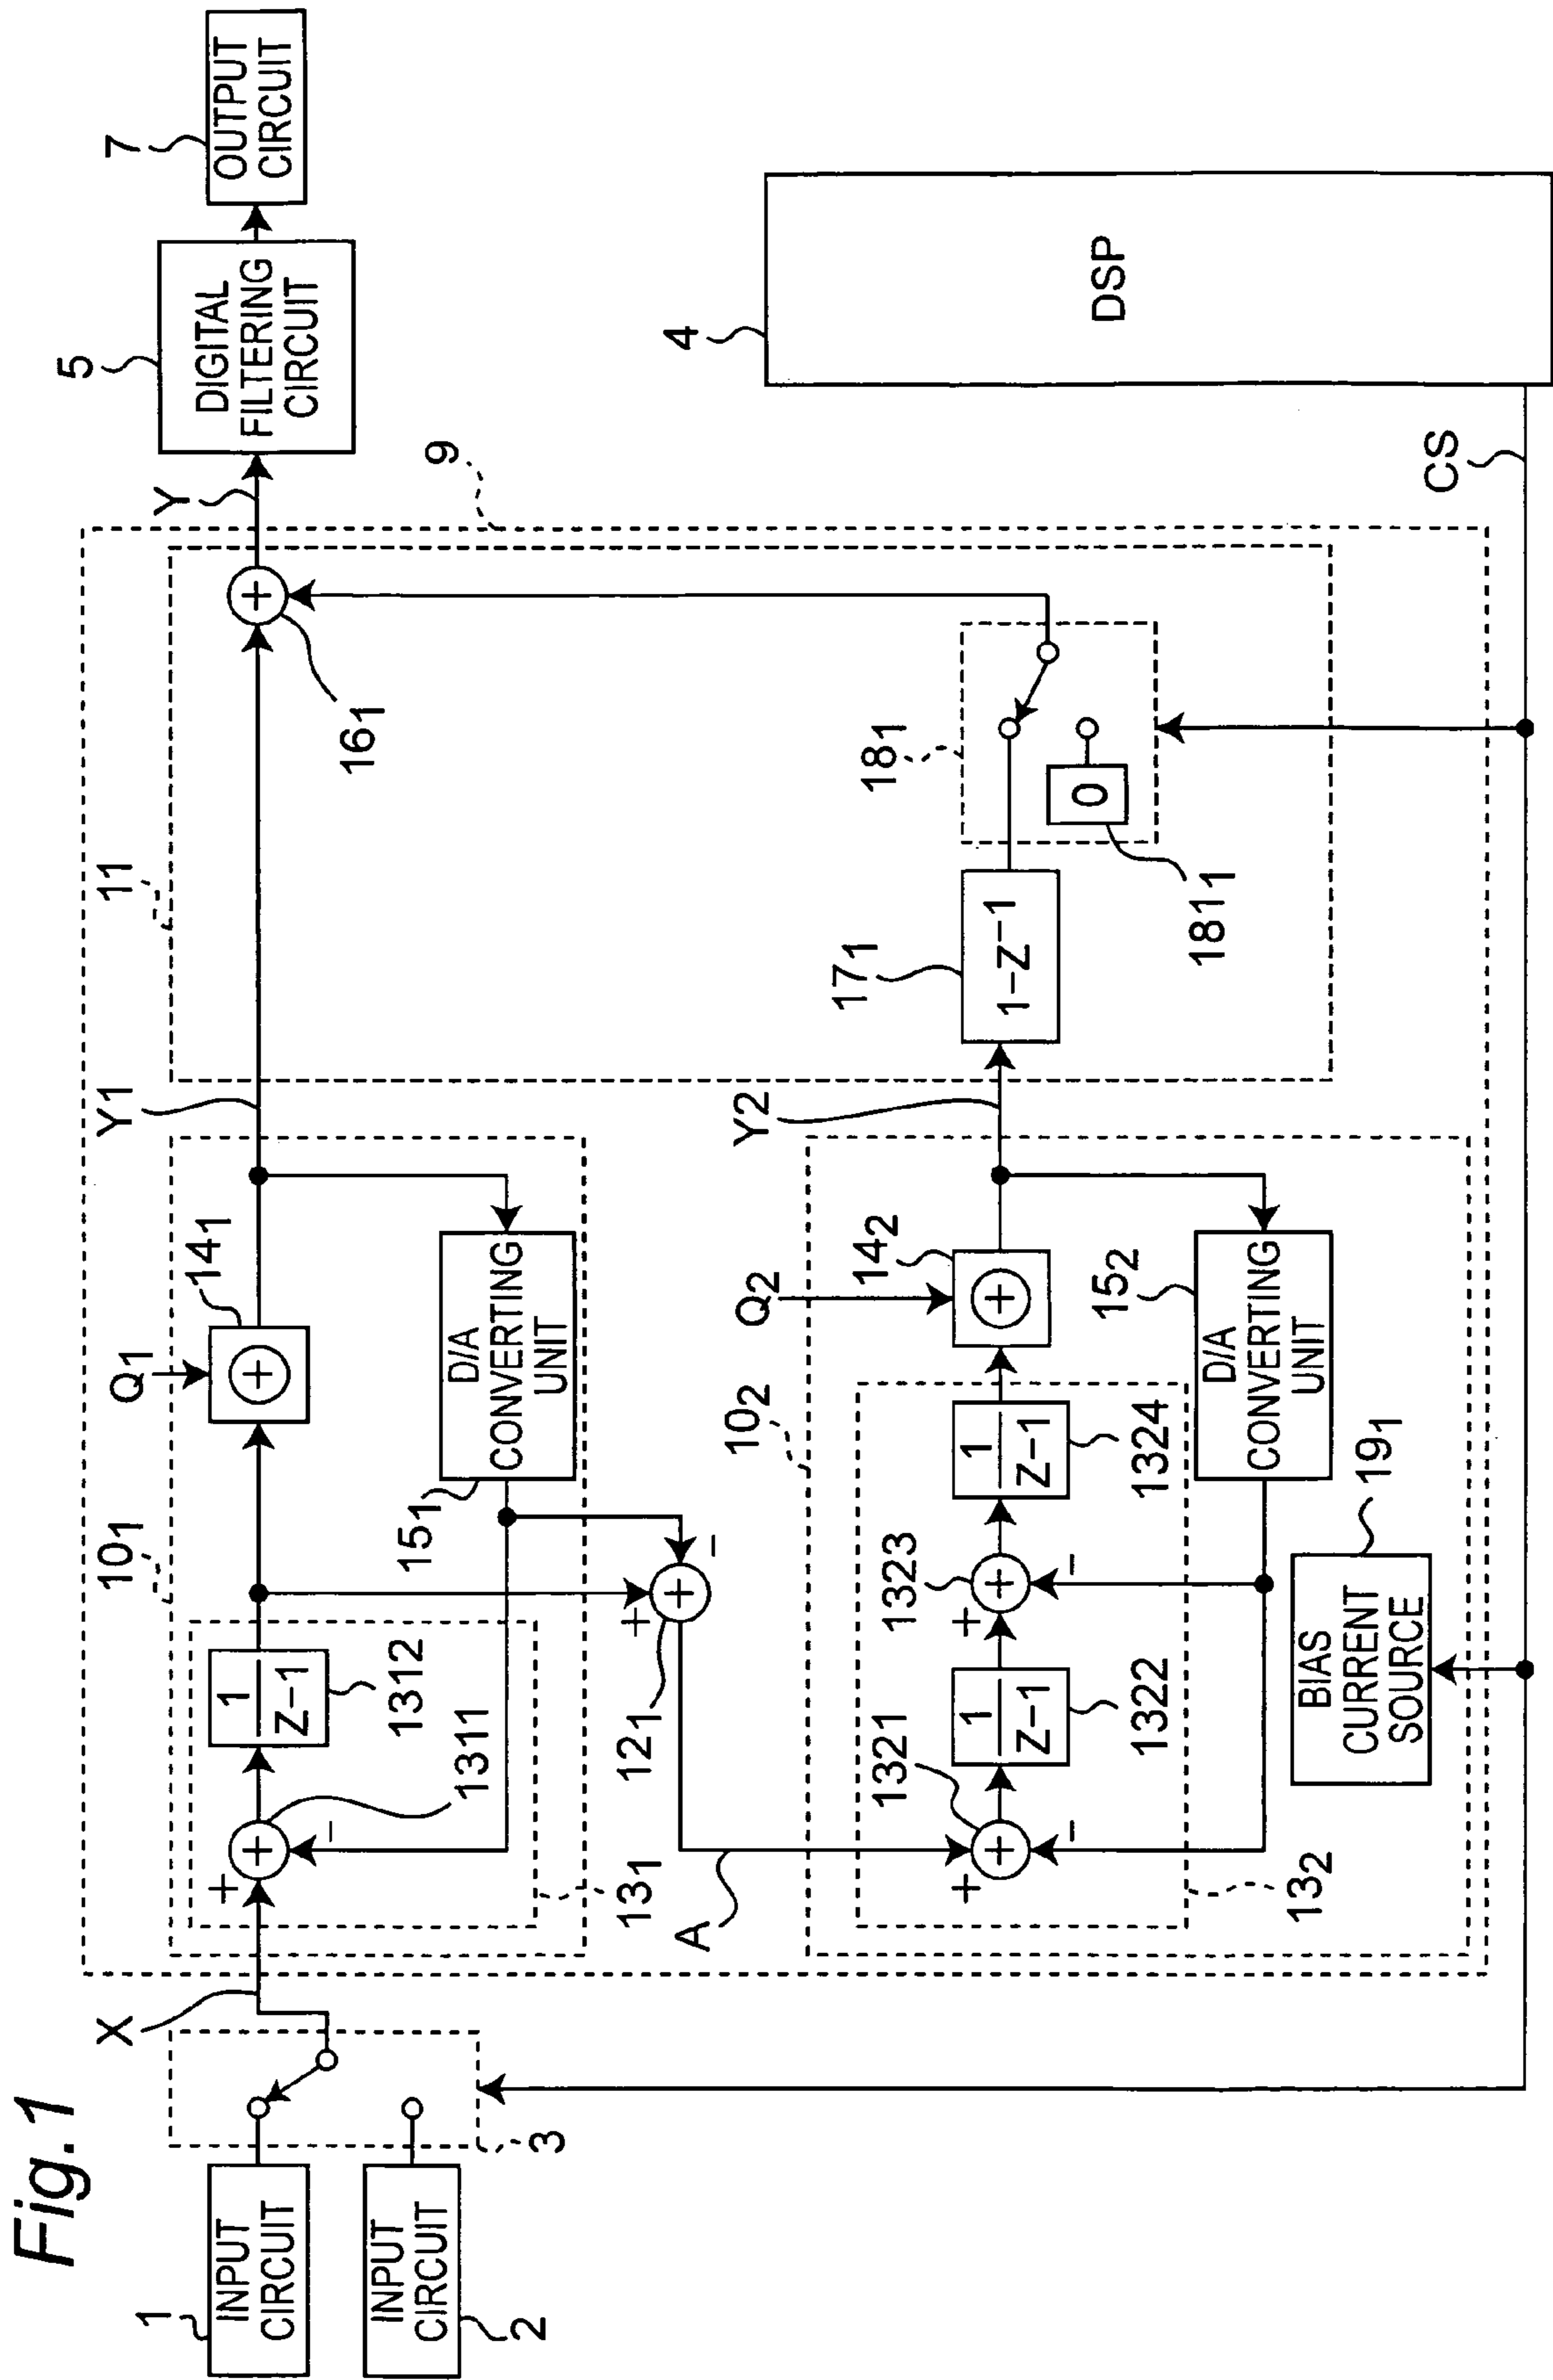 Fig.1
1
INPUT
CIRCUIT
INPUT
CIRCUIT
2
3
X
9
11
10₁
13₁
+
+
−
1311
1
Z−1
1312
Q1
+
14₁
D/A
CONVERTING
UNIT
15₁
Y1
+
+
−
12₁
A
+
16₁
Y
5
DIGITAL
FILTERING
CIRCUIT
7
OUTPUT
CIRCUIT
10₂
13₂
+
+
−
1321
1
Z−1
1322
+
+
−
1323
1
Z−1
1324
Q2
+
14₂
D/A
CONVERTING
UNIT
15₂
BIAS
CURRENT
SOURCE
19₁
Y2
1−Z⁻¹
17₁
18₁
0
181₁
4
DSP
CS